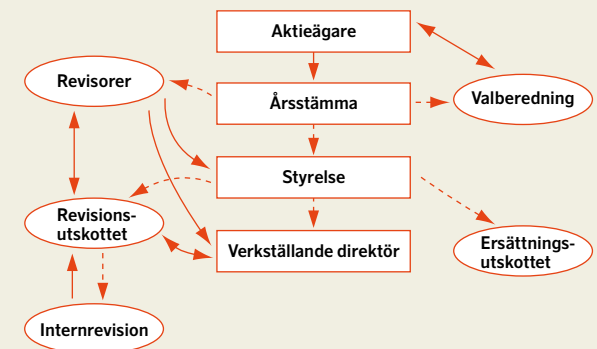 Aktieägare
Revisorer
Årsstämma
Valberedning
Styrelse
Revisions-
utskottet
Verkställande direktör
Ersättnings-
utskottet
Internrevision